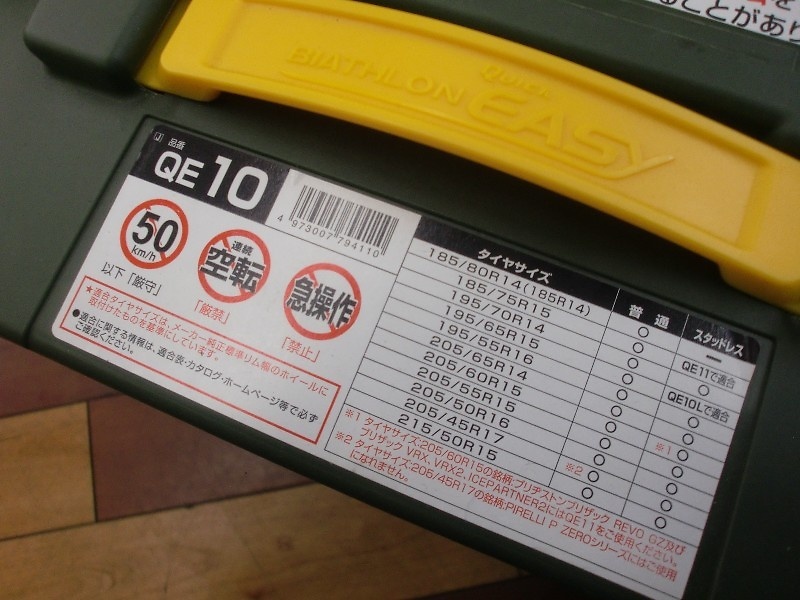 を
ることがあり
BIATHLON QUICK EASY
品番
QE10
4 973007 794110
50
km/h
以下「厳守」
連続
空転
「厳禁」
急操作
「禁止」
★適合タイヤサイズは、メーカー純正標準リム幅のホイールに
取付けたものを基準にしています。
●適合に関する情報は、適合表・カタログ・ホームページ等で必ず
ご確認ください。
タイヤサイズ 普通 スタッドレス
185/80R14(185R14) ○ ー
185/75R15 ○ QE11で適合
195/70R14 ○ ○
195/65R15 ○ QE10Lで適合
195/55R16 ○ ○
205/65R14 ○ ○
205/60R15 ○ ※1○
205/55R15 ○ ○
205/50R16 ○ ○
205/45R17 ※2○ ○
215/50R15 ○ ○
※1 タイヤサイズ:205/60R15の銘柄:ブリヂストンブリザック REVO GZ及び
ブリザック VRX、VRX2、ICEPARTNER2にはQE11をご使用ください。
※2 タイヤサイズ:205/45R17の銘柄:PIRELLI P ZEROシリーズにはご使用
になれません。